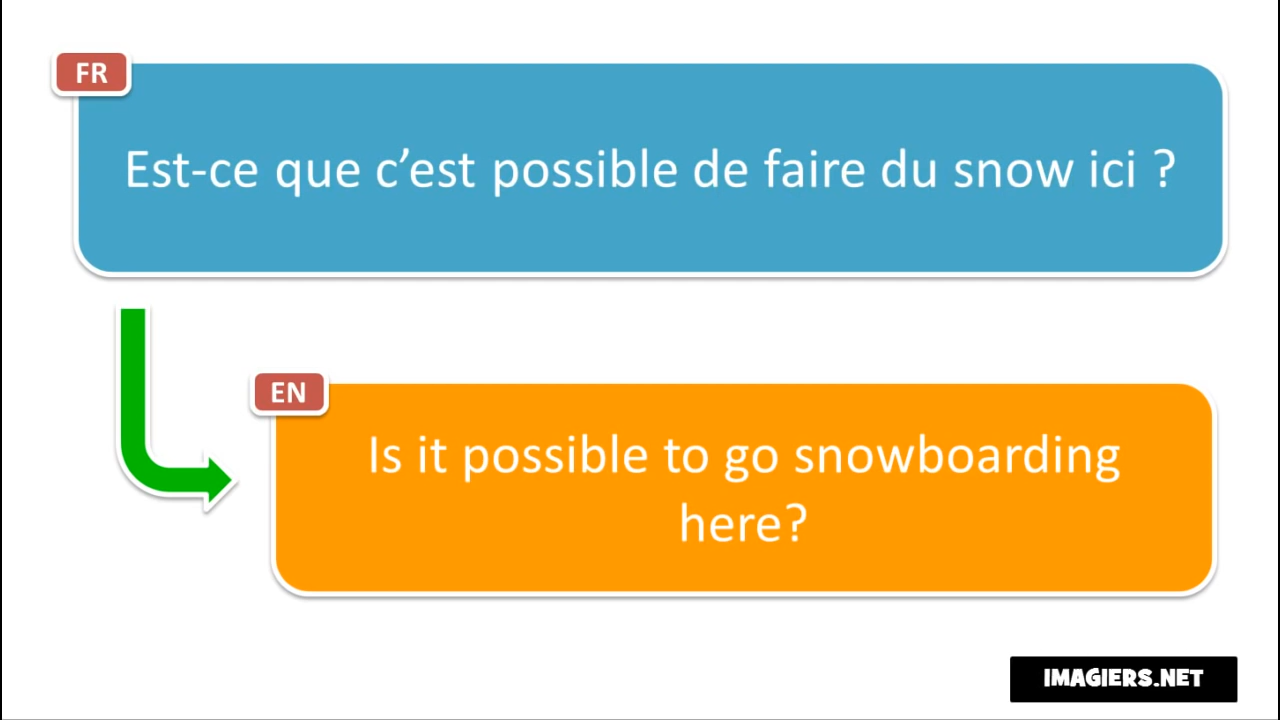 FR
Est-ce que c’est possible de faire du snow ici ?
EN
Is it possible to go snowboarding
here?
IMAGIERS.NET